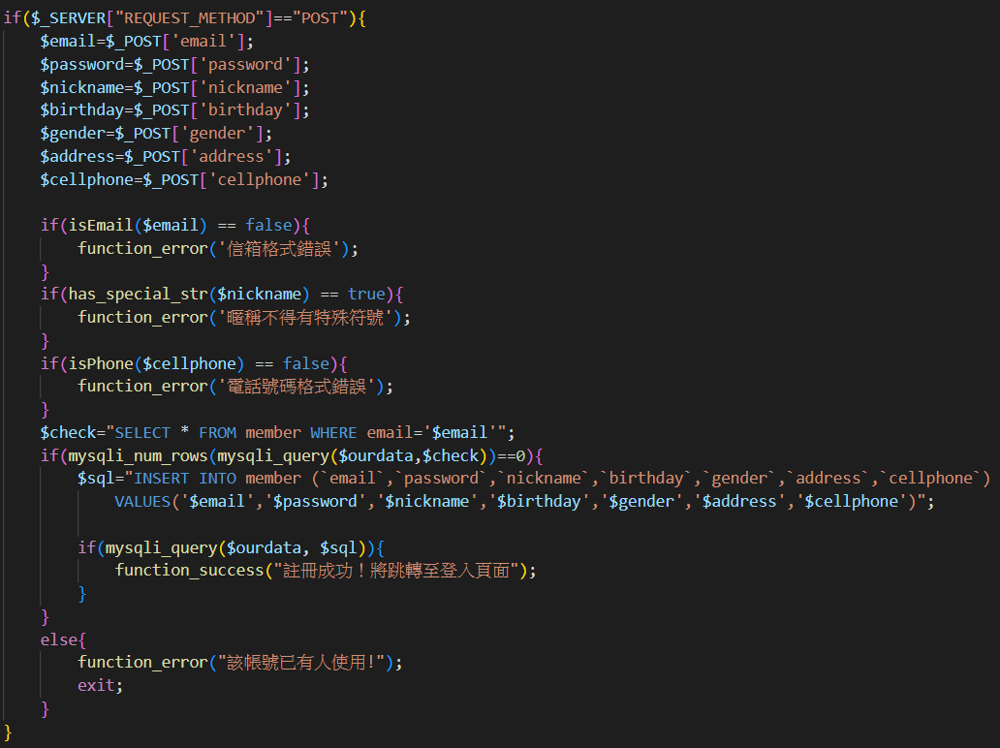 if($_SERVER["REQUEST_METHOD"]=="POST"){
    $email=$_POST['email'];
    $password=$_POST['password'];
    $nickname=$_POST['nickname'];
    $birthday=$_POST['birthday'];
    $gender=$_POST['gender'];
    $address=$_POST['address'];
    $cellphone=$_POST['cellphone'];

    if(isEmail($email) == false){
        function_error('信箱格式錯誤');
    }
    if(has_special_str($nickname) == true){
        function_error('暱稱不得有特殊符號');
    }
    if(isPhone($cellphone) == false){
        function_error('電話號碼格式錯誤');
    }
    $check="SELECT * FROM member WHERE email='$email'";
    if(mysqli_num_rows(mysqli_query($ourdata,$check))==0){
        $sql="INSERT INTO member (`email`,`password`,`nickname`,`birthday`,`gender`,`address`,`cellphone`)
            VALUES('$email','$password','$nickname','$birthday','$gender','$address','$cellphone')";

        if(mysqli_query($ourdata, $sql)){
            function_success("註冊成功！將跳轉至登入頁面");
        }
    }
    else{
        function_error("該帳號已有人使用!");
        exit;
    }
}